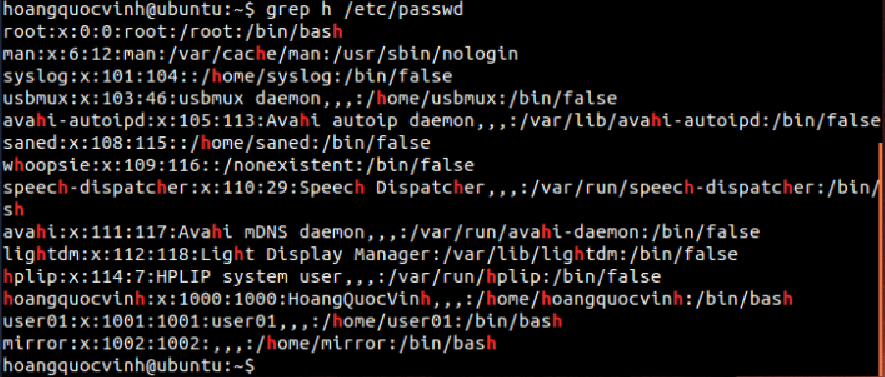 hoangquocvinh@ubuntu:~$ grep h /etc/passwd
root:x:0:0:root:/root:/bin/bash
man:x:6:12:man:/var/cache/man:/usr/sbin/nologin
syslog:x:101:104::/home/syslog:/bin/false
usbmux:x:103:46:usbmux daemon,,,:/home/usbmux:/bin/false
avahi-autoipd:x:105:113:Avahi autoip daemon,,,:/var/lib/avahi-autoipd:/bin/false
saned:x:108:115::/home/saned:/bin/false
whoopsie:x:109:116::/nonexistent:/bin/false
speech-dispatcher:x:110:29:Speech Dispatcher,,,:/var/run/speech-dispatcher:/bin/
sh
avahi:x:111:117:Avahi mDNS daemon,,,:/var/run/avahi-daemon:/bin/false
lightdm:x:112:118:Light Display Manager:/var/lib/lightdm:/bin/false
hplip:x:114:7:HPLIP system user,,,:/var/run/hplip:/bin/false
hoangquocvinh:x:1000:1000:HoangQuocVinh,,,:/home/hoangquocvinh:/bin/bash
user01:x:1001:1001:user01,,,:/home/user01:/bin/bash
mirror:x:1002:1002:,,,:/home/mirror:/bin/bash
hoangquocvinh@ubuntu:~$